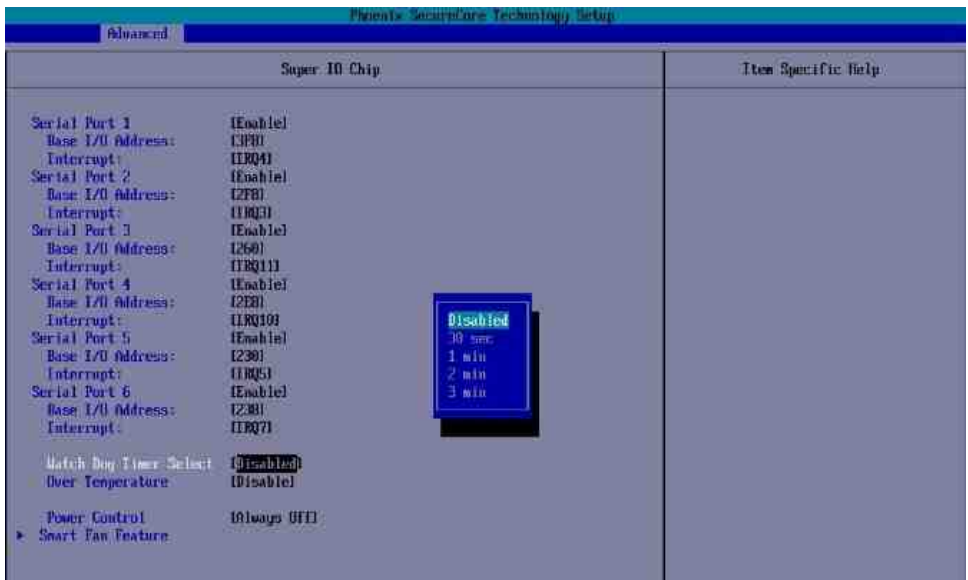 Phoenix SecureCore Technology Setup
Advanced
Super IO Chip
Item Specific Help
Serial Port 1 [Enable]
Base I/O Address: [3F8]
Interrupt: [IRQ4]
Serial Port 2 [Enable]
Base I/O Address: [2F8]
Interrupt: [IRQ3]
Serial Port 3 [Enable]
Base I/O Address: [260]
Interrupt: [IRQ11]
Serial Port 4 [Enable]
Base I/O Address: [2E8]
Interrupt: [IRQ10]
Serial Port 5 [Enable]
Base I/O Address: [230]
Interrupt: [IRQ5]
Serial Port 6 [Enable]
Base I/O Address: [238]
Interrupt: [IRQ7]
Disabled
30 sec
1 min
2 min
3 min
Watch Dog Timer Select [Disabled]
Over Temperature [Disable]
Power Control [Always Off]
Smart Fan Feature